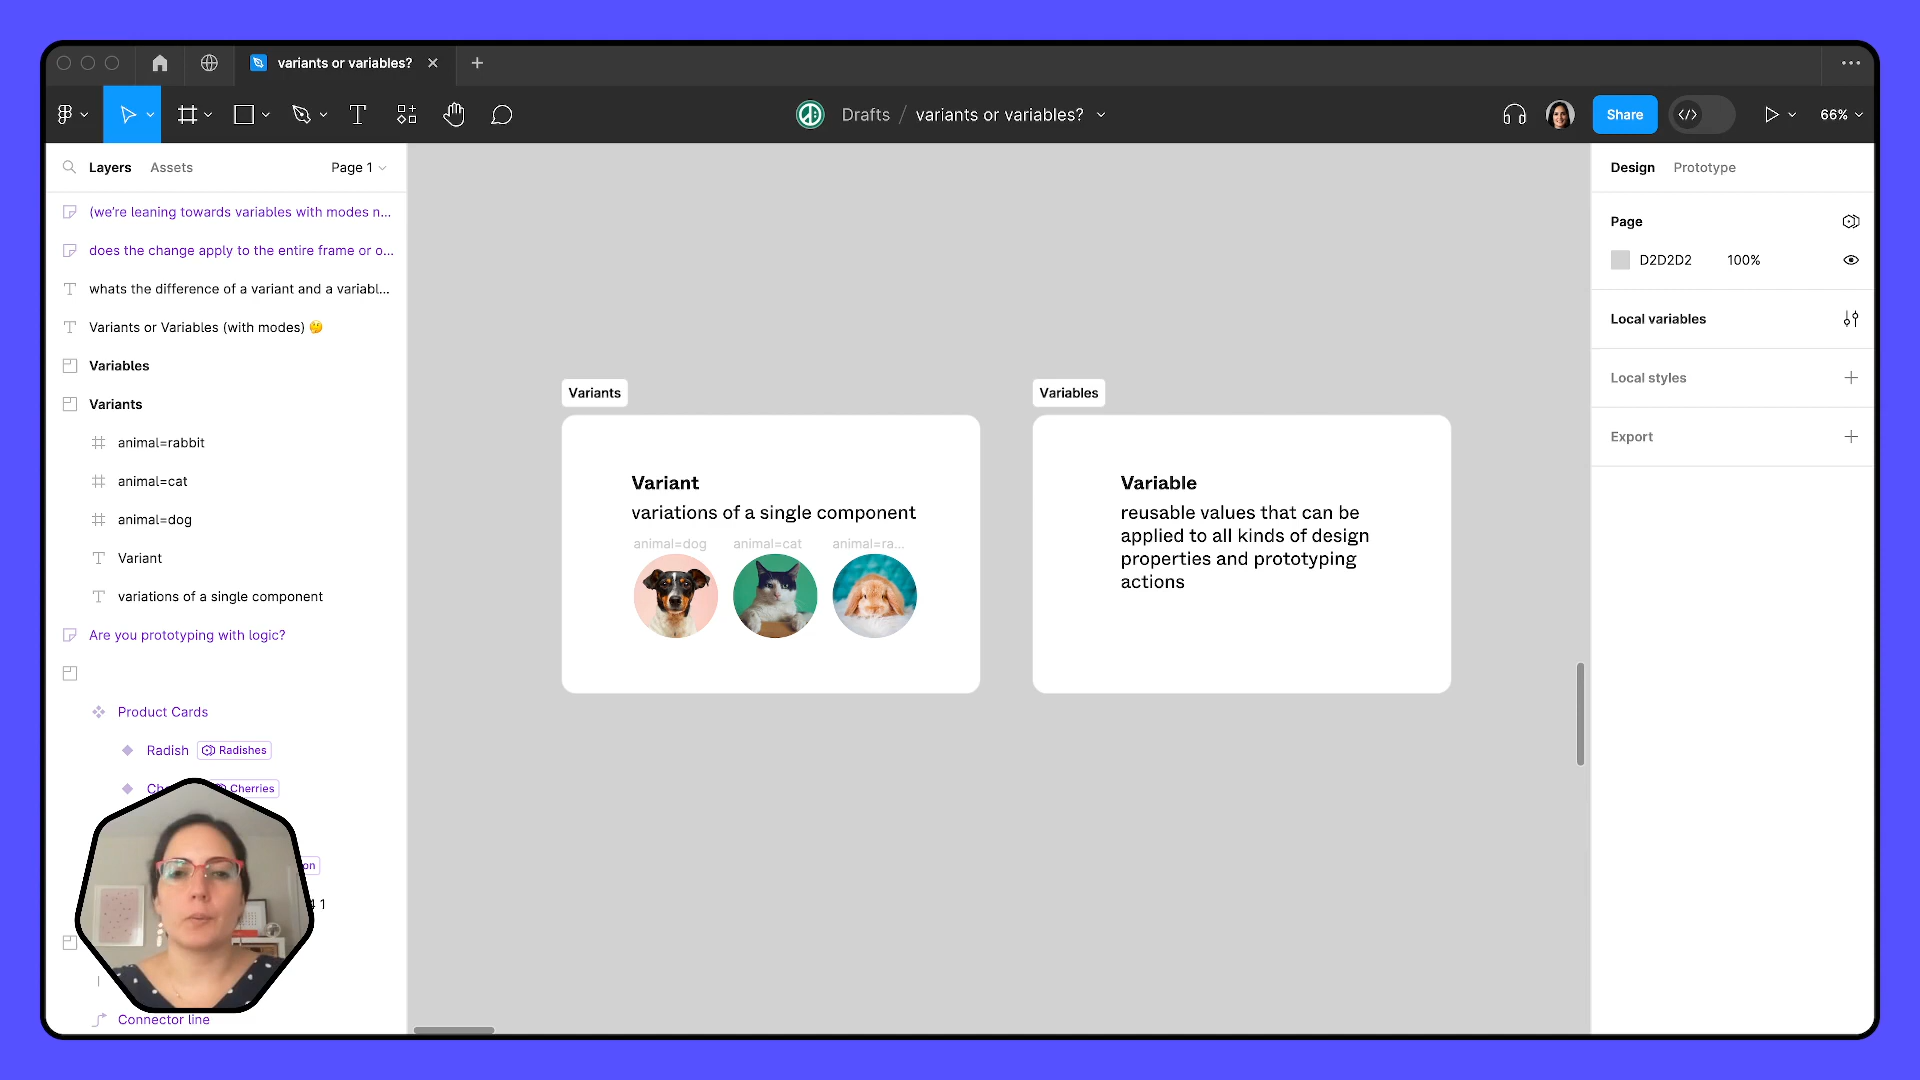 variants or variables?
Drafts / variants or variables?
Share
66%
Layers
Assets
Page 1
(we're leaning towards variables with modes n...
does the change apply to the entire frame or o...
whats the difference of a variant and a variabl...
Variants or Variables (with modes) 🤔
Variables
Variants
animal=rabbit
animal=cat
animal=dog
Variant
variations of a single component
Are you prototyping with logic?
Product Cards
Radish
Radishes
Cherries
on
1
Connector line
Variants
Variant
variations of a single component
animal=dog
animal=cat
animal=ra...
Variables
Variable
reusable values that can be
applied to all kinds of design
properties and prototyping
actions
Design
Prototype
Page
D2D2D2
100%
Local variables
Local styles
Export